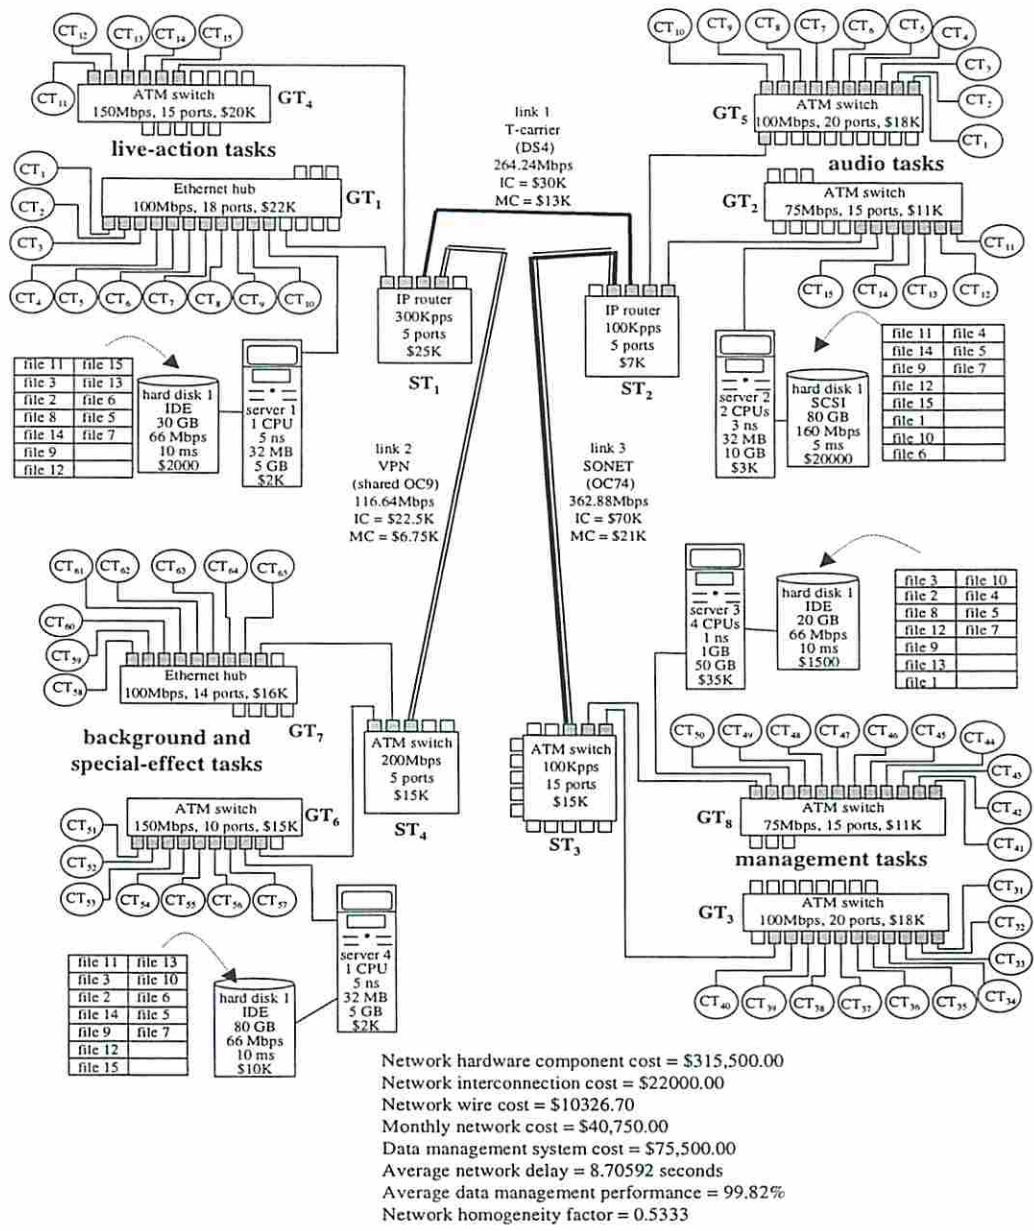 CT12 CT13 CT14 CT15
CT11
ATM switch
150Mbps, 15 ports, $20K
GT4
live-action tasks
CT1
CT2
CT3
Ethernet hub
100Mbps, 18 ports, $22K
GT1
CT4 CT5 CT6 CT7 CT8 CT9 CT10
link 1
T-carrier
(DS4)
264.24Mbps
IC = $30K
MC = $13K
CT10 CT9 CT8 CT7 CT6 CT5 CT4
CT3
CT2
CT1
GT5
ATM switch
100Mbps, 20 ports, $18K
audio tasks
GT2
ATM switch
75Mbps, 15 ports, $11K
CT11
CT15 CT14 CT13 CT12
IP router
300Kpps
5 ports
$25K
ST1
IP router
100Kpps
5 ports
$7K
ST2
file 11 file 15
file 3 file 13
file 2 file 6
file 8 file 5
file 14 file 7
file 9
file 12
hard disk 1
IDE
30 GB
66 Mbps
10 ms
$2000
server 1
1 CPU
5 ns
32 MB
5 GB
$2K
server 2
2 CPUs
3 ns
32 MB
10 GB
$3K
hard disk 1
SCSI
80 GB
160 Mbps
5 ms
$20000
file 11 file 4
file 14 file 5
file 9 file 7
file 12
file 15
file 1
file 10
file 6
link 2
VPN
(shared OC9)
116.64Mbps
IC = $22.5K
MC = $6.75K
link 3
SONET
(OC74)
362.88Mbps
IC = $70K
MC = $21K
CT61 CT62 CT63 CT64 CT65
CT60
CT59
CT58
Ethernet hub
100Mbps, 14 ports, $16K
GT7
background and
special-effect tasks
server 3
4 CPUs
1 ns
1GB
50 GB
$35K
hard disk 1
IDE
20 GB
66 Mbps
10 ms
$1500
file 3 file 10
file 2 file 4
file 8 file 5
file 12 file 7
file 9
file 13
file 1
ATM switch
200Mbps
5 ports
$15K
ST4
ATM switch
100Kpps
15 ports
$15K
ST3
CT50 CT49 CT48 CT47 CT46 CT45 CT44
CT43
CT42
CT41
GT8
ATM switch
75Mbps, 15 ports, $11K
management tasks
ATM switch
150Mbps, 10 ports, $15K
GT6
CT51
CT52
CT53 CT54 CT55 CT56 CT57
GT3
ATM switch
100Mbps, 20 ports, $18K
CT31
CT32
CT33
CT40 CT39 CT38 CT37 CT36 CT35 CT34
server 4
1 CPU
5 ns
32 MB
5 GB
$2K
file 11 file 13
file 3 file 10
file 2 file 6
file 14 file 5
file 9 file 7
file 12
file 15
hard disk 1
IDE
80 GB
66 Mbps
10 ms
$10K
Network hardware component cost = $315,500.00
Network interconnection cost = $22000.00
Network wire cost = $10326.70
Monthly network cost = $40,750.00
Data management system cost = $75,500.00
Average network delay = 8.70592 seconds
Average data management performance = 99.82%
Network homogeneity factor = 0.5333